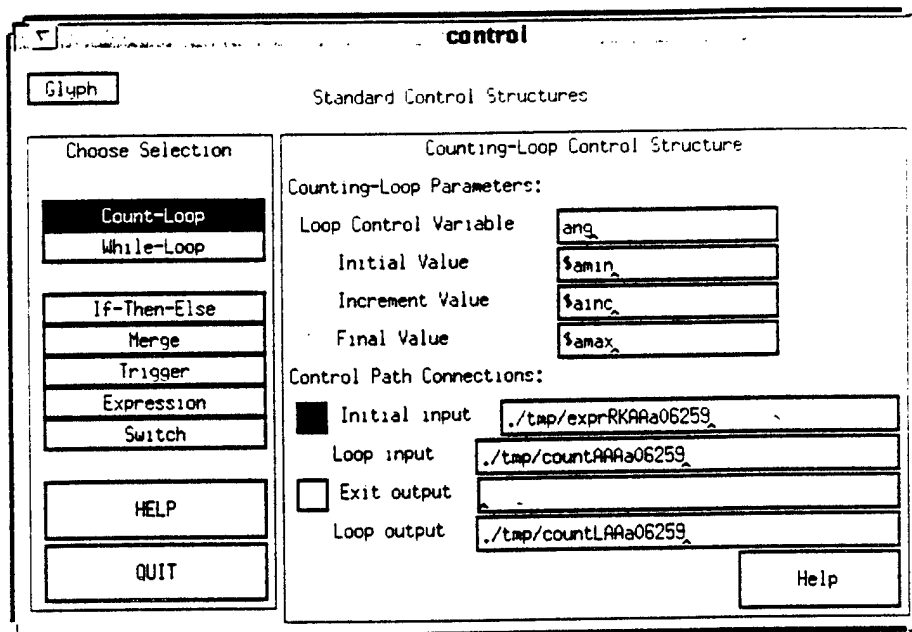 control
Glyph
Standard Control Structures
Choose Selection
Count-Loop
While-Loop
If-Then-Else
Merge
Trigger
Expression
Switch
HELP
QUIT
Counting-Loop Control Structure
Counting-Loop Parameters:
Loop Control Variable ang
Initial Value $amin
Increment Value $ainc
Final Value $amax
Control Path Connections:
Initial input ./tmp/exprRKAAa06259
Loop input ./tmp/countAAAa06259
Exit output
Loop output ./tmp/countLAAa06259
Help